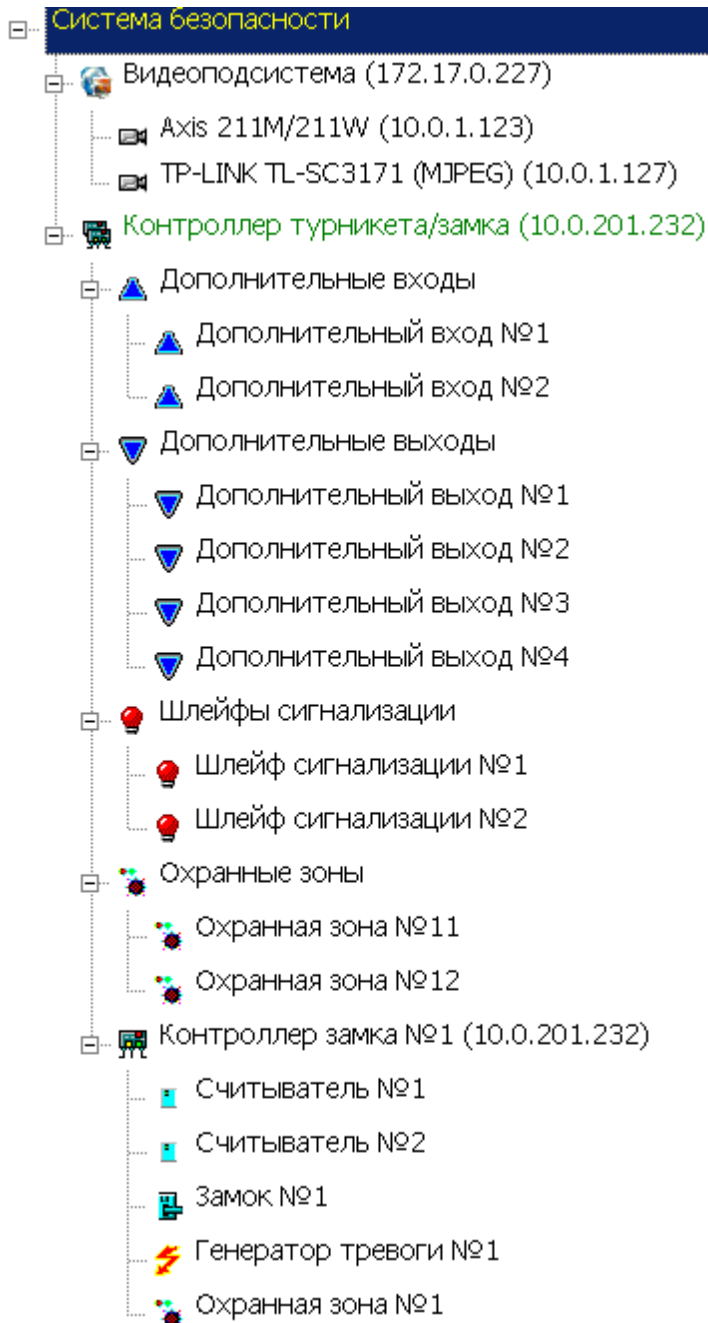 Система безопасности
Видеоподсистема (172.17.0.227)
Axis 211M/211W (10.0.1.123)
TP-LINK TL-SC3171 (MJPEG) (10.0.1.127)
Контроллер турникета/замка (10.0.201.232)
Дополнительные входы
Дополнительный вход №1
Дополнительный вход №2
Дополнительные выходы
Дополнительный выход №1
Дополнительный выход №2
Дополнительный выход №3
Дополнительный выход №4
Шлейфы сигнализации
Шлейф сигнализации №1
Шлейф сигнализации №2
Охранные зоны
Охранная зона №11
Охранная зона №12
Контроллер замка №1 (10.0.201.232)
Считыватель №1
Считыватель №2
Замок №1
Генератор тревоги №1
Охранная зона №1